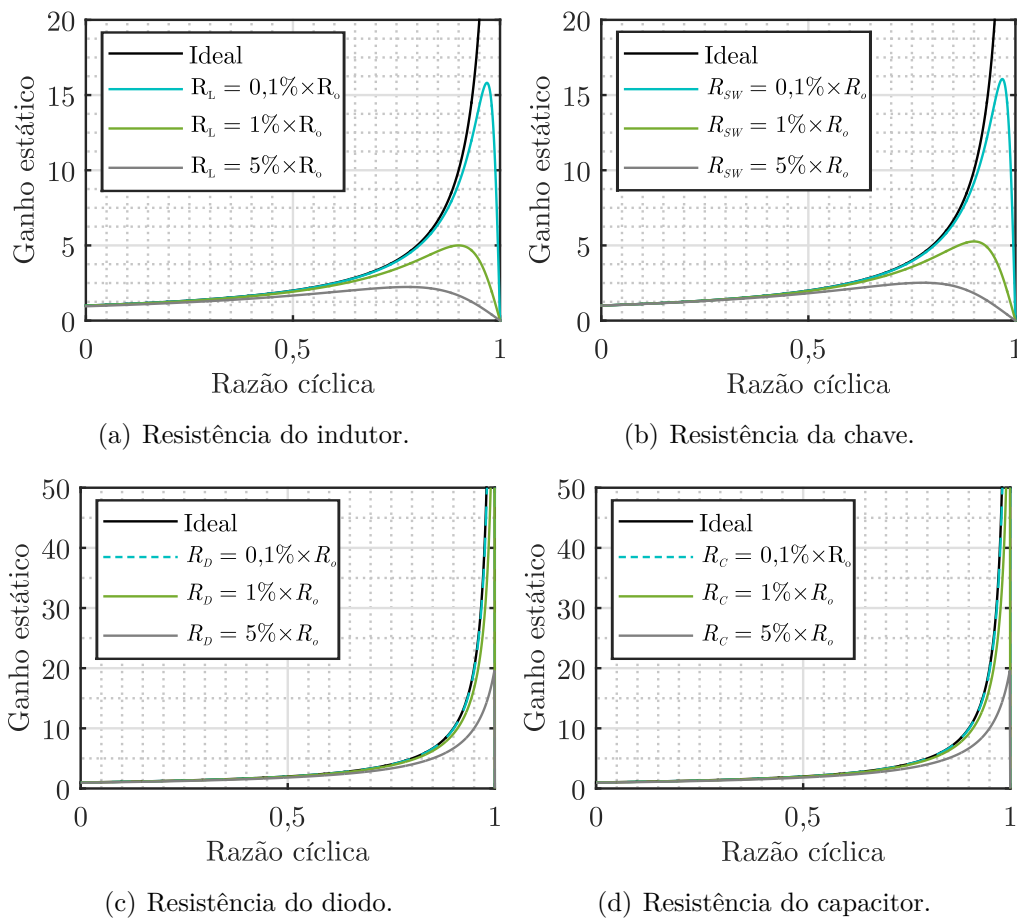 Ganho estático
20
15
10
5
0
Ideal
R_L = 0,1%×R_o
R_L = 1%×R_o
R_L = 5%×R_o
0
0,5
1
Razão cíclica
(a) Resistência do indutor.
Ganho estático
20
15
10
5
0
Ideal
R_SW = 0,1%×R_o
R_SW = 1%×R_o
R_SW = 5%×R_o
0
0,5
1
Razão cíclica
(b) Resistência da chave.
Ganho estático
50
40
30
20
10
0
Ideal
R_D = 0,1%×R_o
R_D = 1%×R_o
R_D = 5%×R_o
0
0,5
1
Razão cíclica
(c) Resistência do diodo.
Ganho estático
50
40
30
20
10
0
Ideal
R_C = 0,1%×R_o
R_C = 1%×R_o
R_C = 5%×R_o
0
0,5
1
Razão cíclica
(d) Resistência do capacitor.